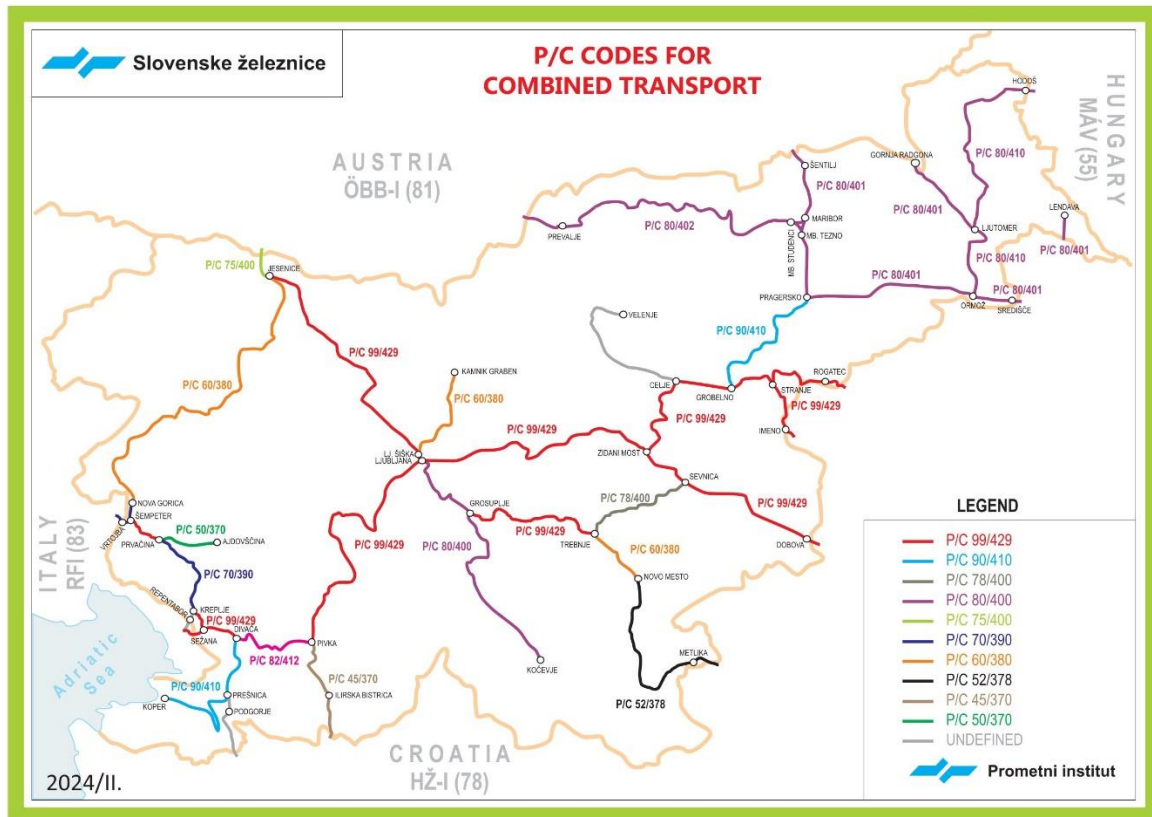 Slovenske železnice
P/C CODES FOR
COMBINED TRANSPORT
HUNGARY
MÁV (55)
AUSTRIA
ÖBB-I (81)
HODOŠ
P/C 80/410
GORNJA RADGONA
ŠENTILJ
P/C 80/401
P/C 80/401
LENDAVA
P/C 80/401
PREVALJE
P/C 80/402
MARIBOR
MB. TEZNO
MB. STUDENCI
LJUTOMER
P/C 80/410
P/C 75/400
JESENICE
P/C 80/401
P/C 80/401
PRAGERSKO
ORMOŽ
SREDIŠČE
VELENJE
P/C 90/410
P/C 99/429
KAMNIK GRABEN
P/C 60/380
P/C 60/380
CELJE
GROBELNO
ROGATEC
STRANJE
P/C 99/429
P/C 99/429
IMENO
P/C 99/429
LJ. ŠIŠKA
LJUBLJANA
ZIDANI MOST
SEVNICA
P/C 78/400
P/C 99/429
DOBOVA
NOVA GORICA
ŠEMPETER
VRTOJBA
PRVAČINA
P/C 50/370
AJDOVŠČINA
P/C 99/429
GROSUPLJE
P/C 99/429
TREBNJE
P/C 80/400
P/C 60/380
NOVO MESTO
ITALY
RFI (83)
P/C 70/390
REPENTABOR
KREPLJE
P/C 99/429
SEŽANA
DIVAČA
P/C 82/412
PIVKA
KOČEVJE
METLIKA
P/C 52/378
Adriatic
Sea
P/C 90/410
KOPER
PREŠNICA
PODGORJE
P/C 45/370
ILIRSKA BISTRICA
CROATIA
HŽ-I (78)
LEGEND
P/C 99/429
P/C 90/410
P/C 78/400
P/C 80/400
P/C 75/400
P/C 70/390
P/C 60/380
P/C 52/378
P/C 45/370
P/C 50/370
UNDEFINED
Prometni institut
2024/II.